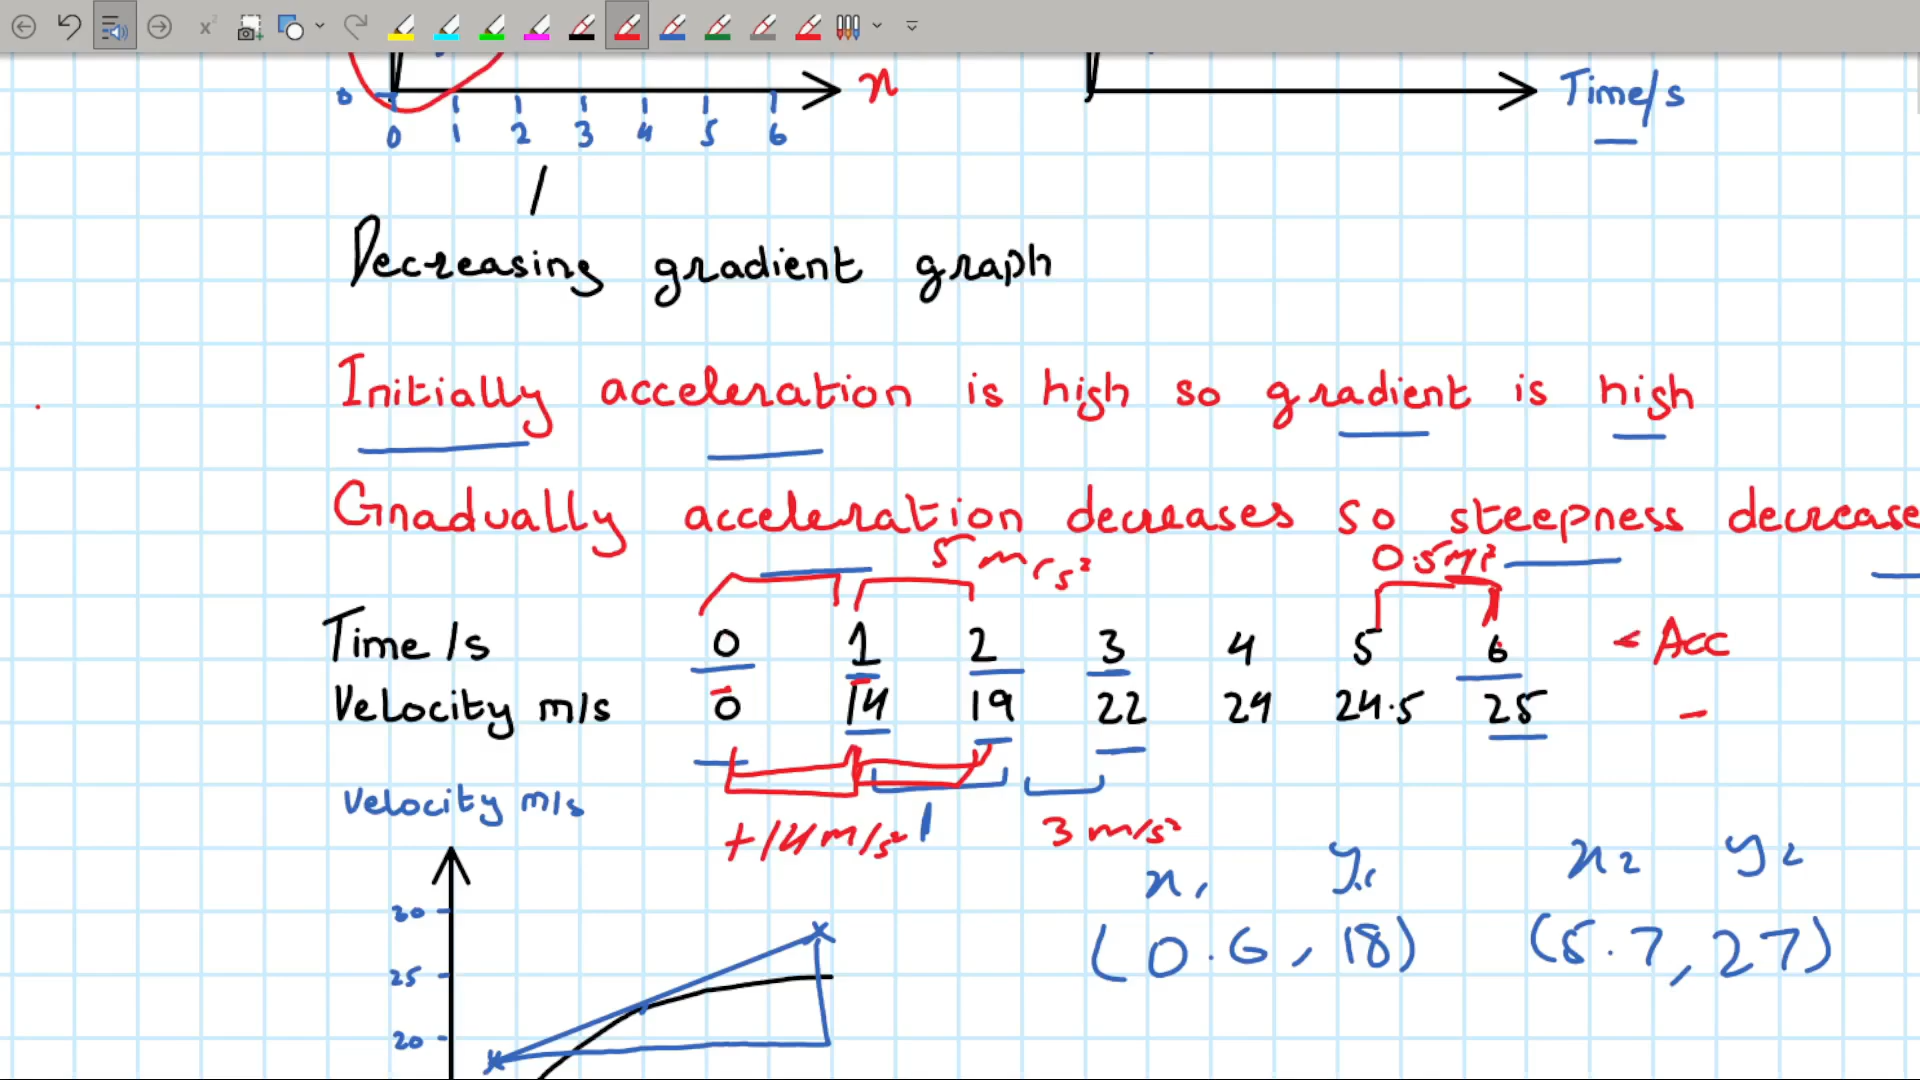 x
Time/s
0
0 1 2 3 4 5 6
Decreasing gradient graph
Initially acceleration is high so gradient is high
Gradually acceleration decreases so steepness decrease
5 m/s²
Time /s 0 1 2 3 4 5 6 < Acc
Velocity m/s 0 14 19 22 24 24.5 25 –
Velocity m/s
+14 m/s² 3 m/s²
x₁ y₁ x₂ y₂
30
(0.6, 18) (5.7, 27)
25
20